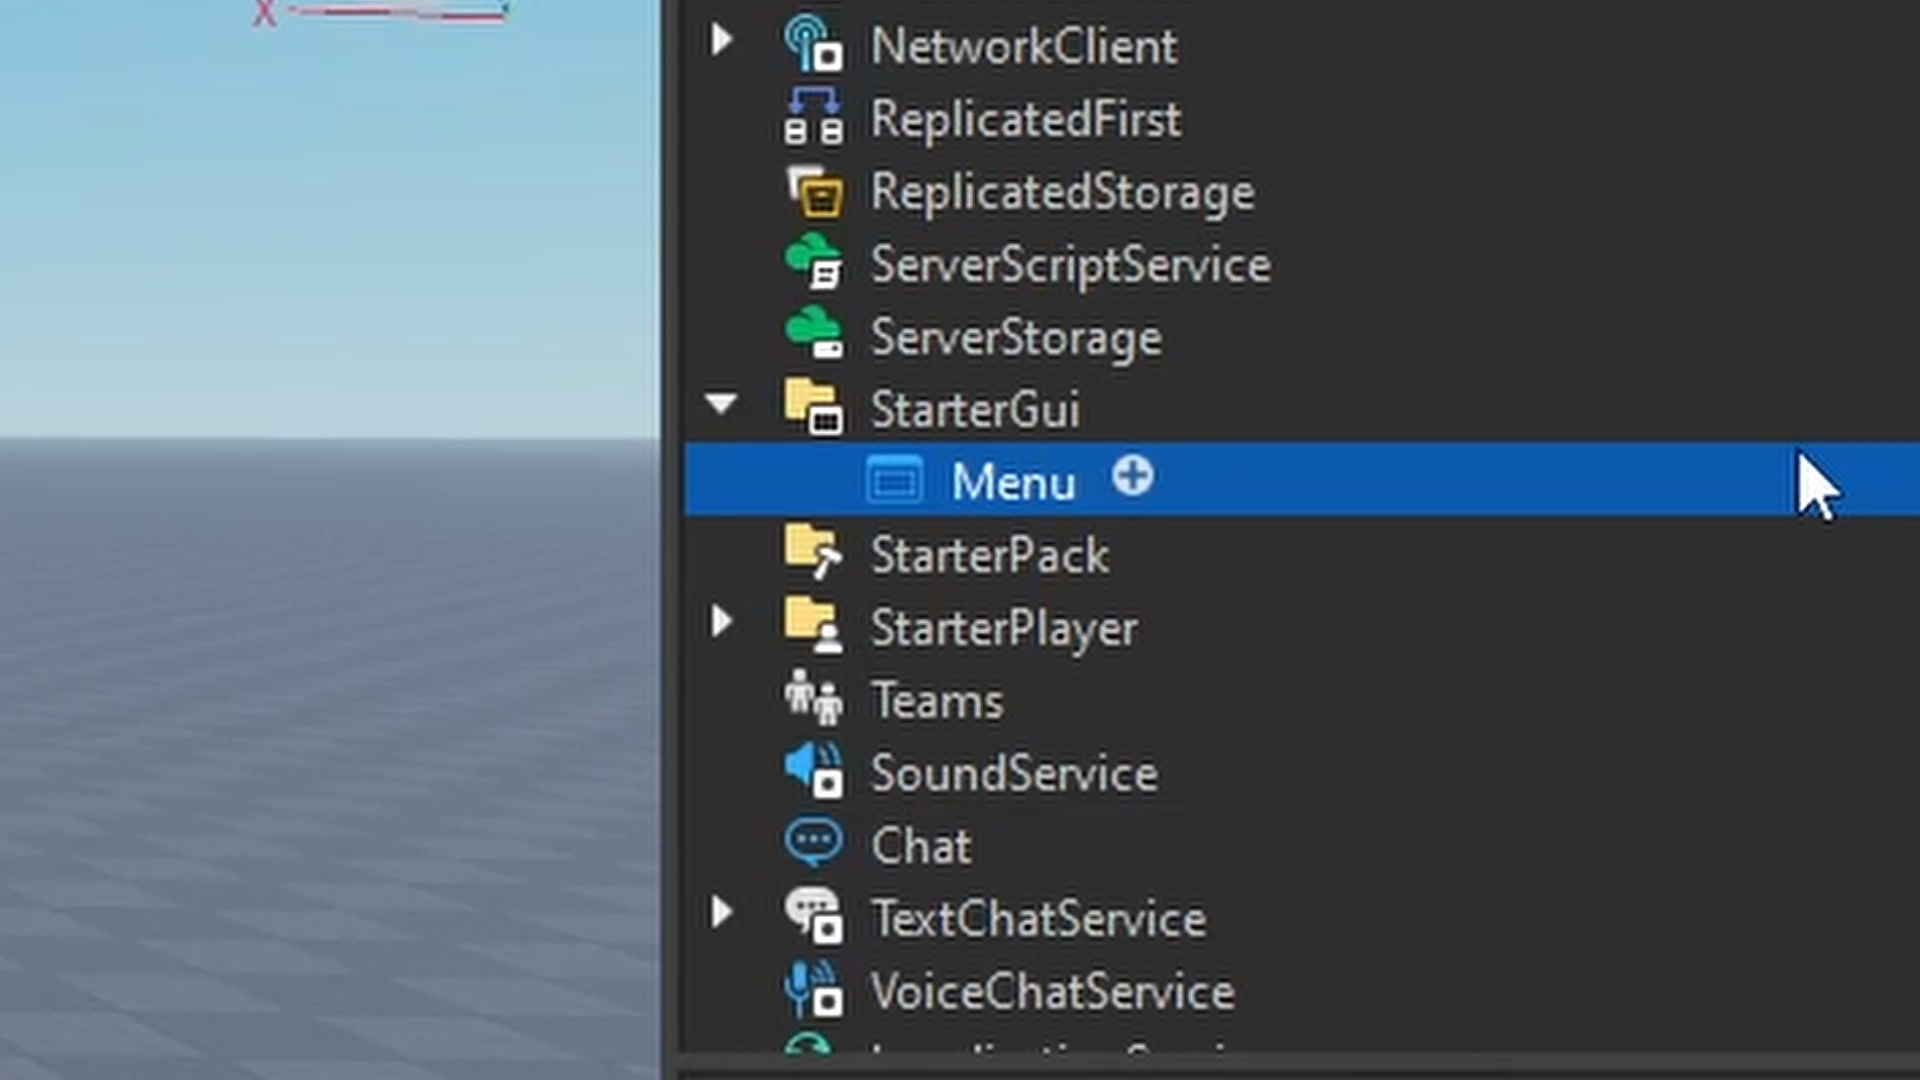 X
NetworkClient
ReplicatedFirst
ReplicatedStorage
ServerScriptService
ServerStorage
StarterGui
Menu
StarterPack
StarterPlayer
Teams
SoundService
Chat
TextChatService
VoiceChatService